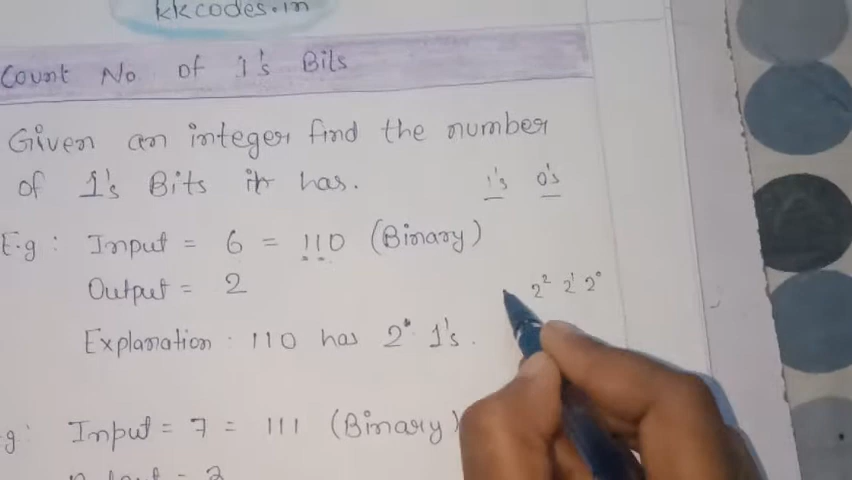 kkcodes.in
Count No of 1's Bits
Given an integer find the number
of 1's Bits it has.
1's 0's
E.g : Input = 6 = 110 (Binary)
Output = 2
2² 2¹ 2⁰
Explanation : 110 has 2 1's.
g: Input = 7 = 111 (Binary)